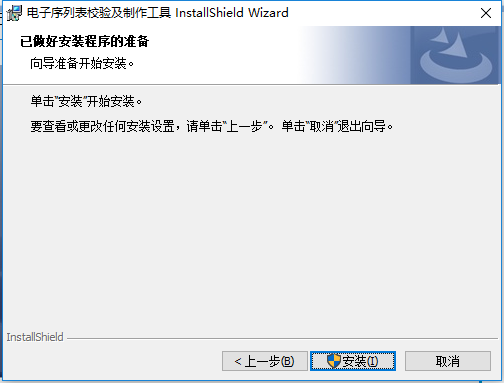 电子序列表校验及制作工具 InstallShield Wizard
已做好安装程序的准备
向导准备开始安装。
单击“安装”开始安装。
要查看或更改任何安装设置，请单击“上一步”。 单击“取消”退出向导。
InstallShield
< 上一步(B)
安装(I)
取消